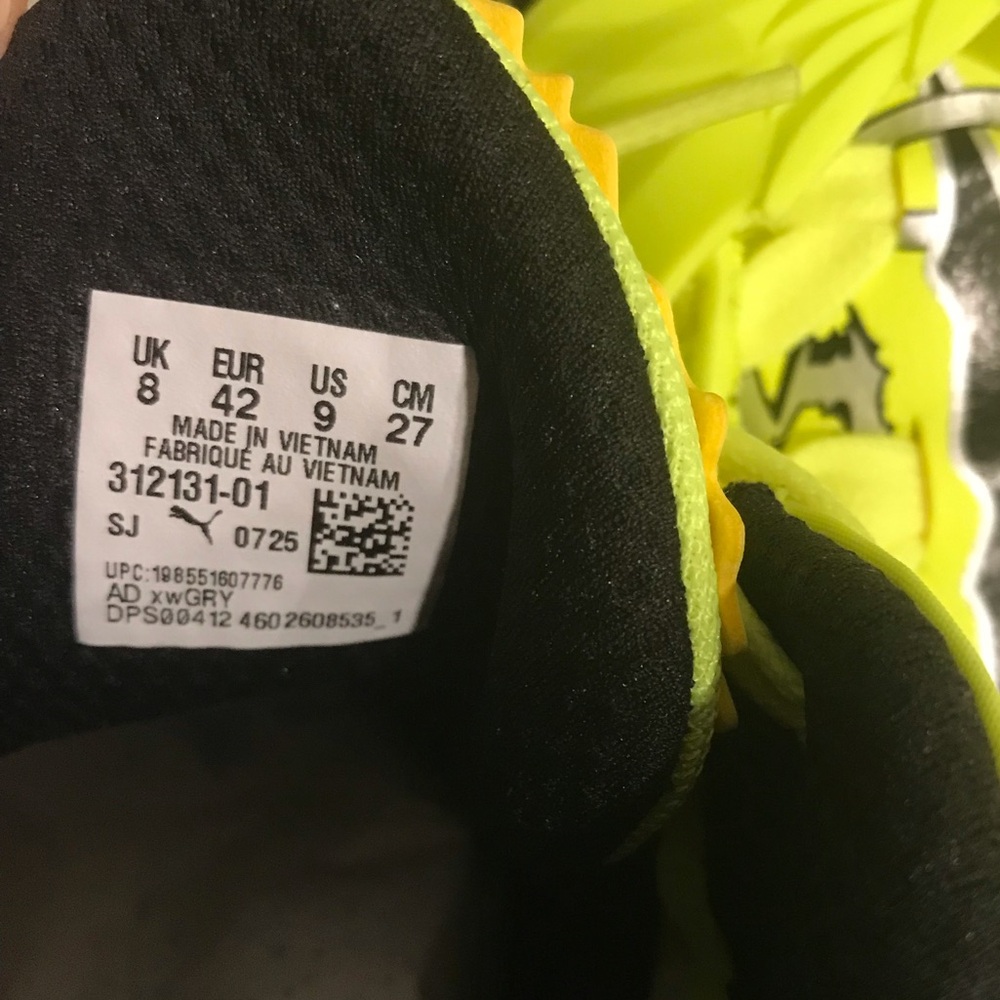 UK EUR US CM
8 42 9 27
MADE IN VIETNAM
FABRIQUE AU VIETNAM
312131-01
SJ 0725
UPC:198551607776
AD xwGRY
DPS00412 4602608535_1